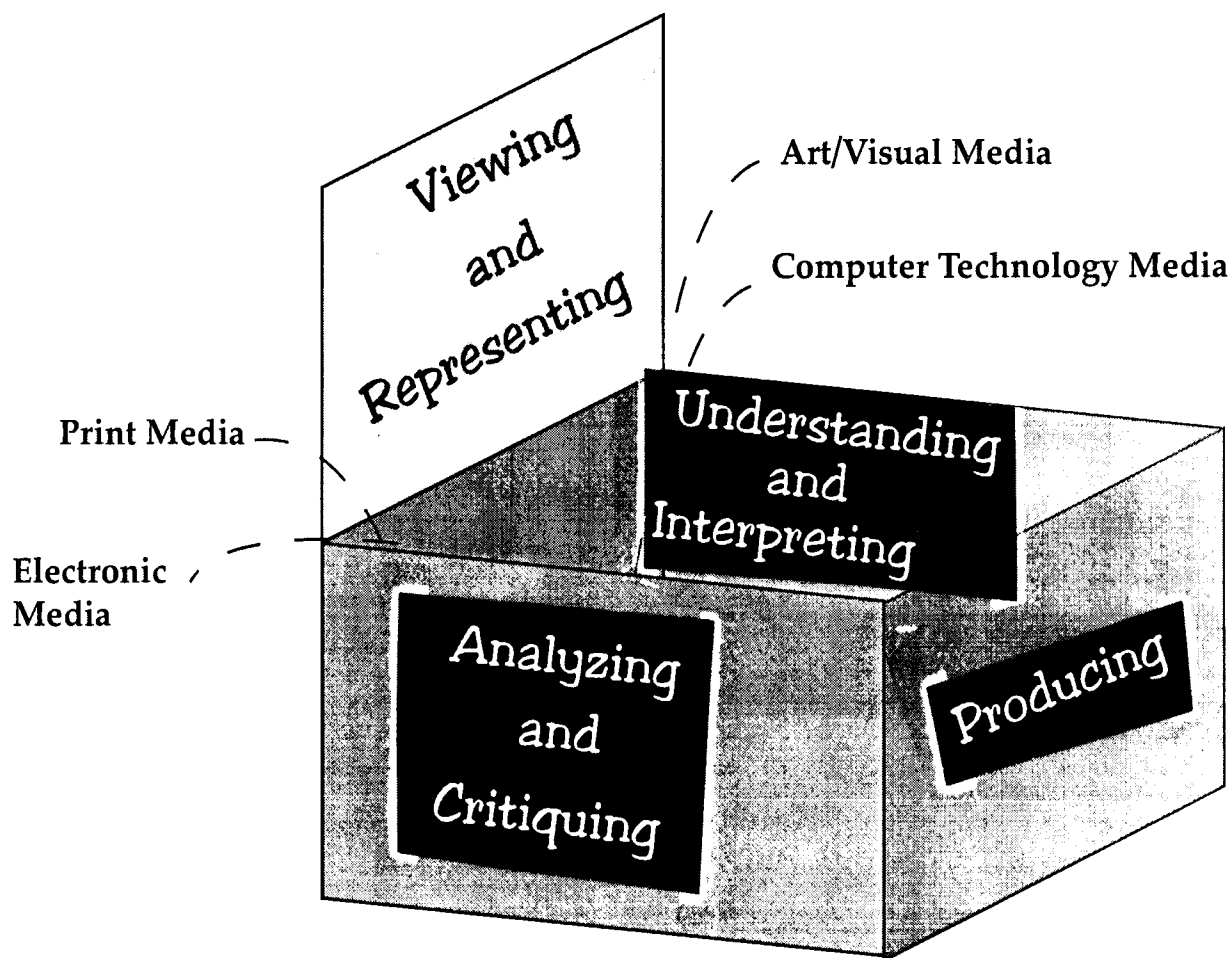 Viewing
and
Representing
Art/Visual Media
Computer Technology Media
Print Media
Electronic
Media
Understanding
and
Interpreting
Analyzing
and
Critiquing
Producing